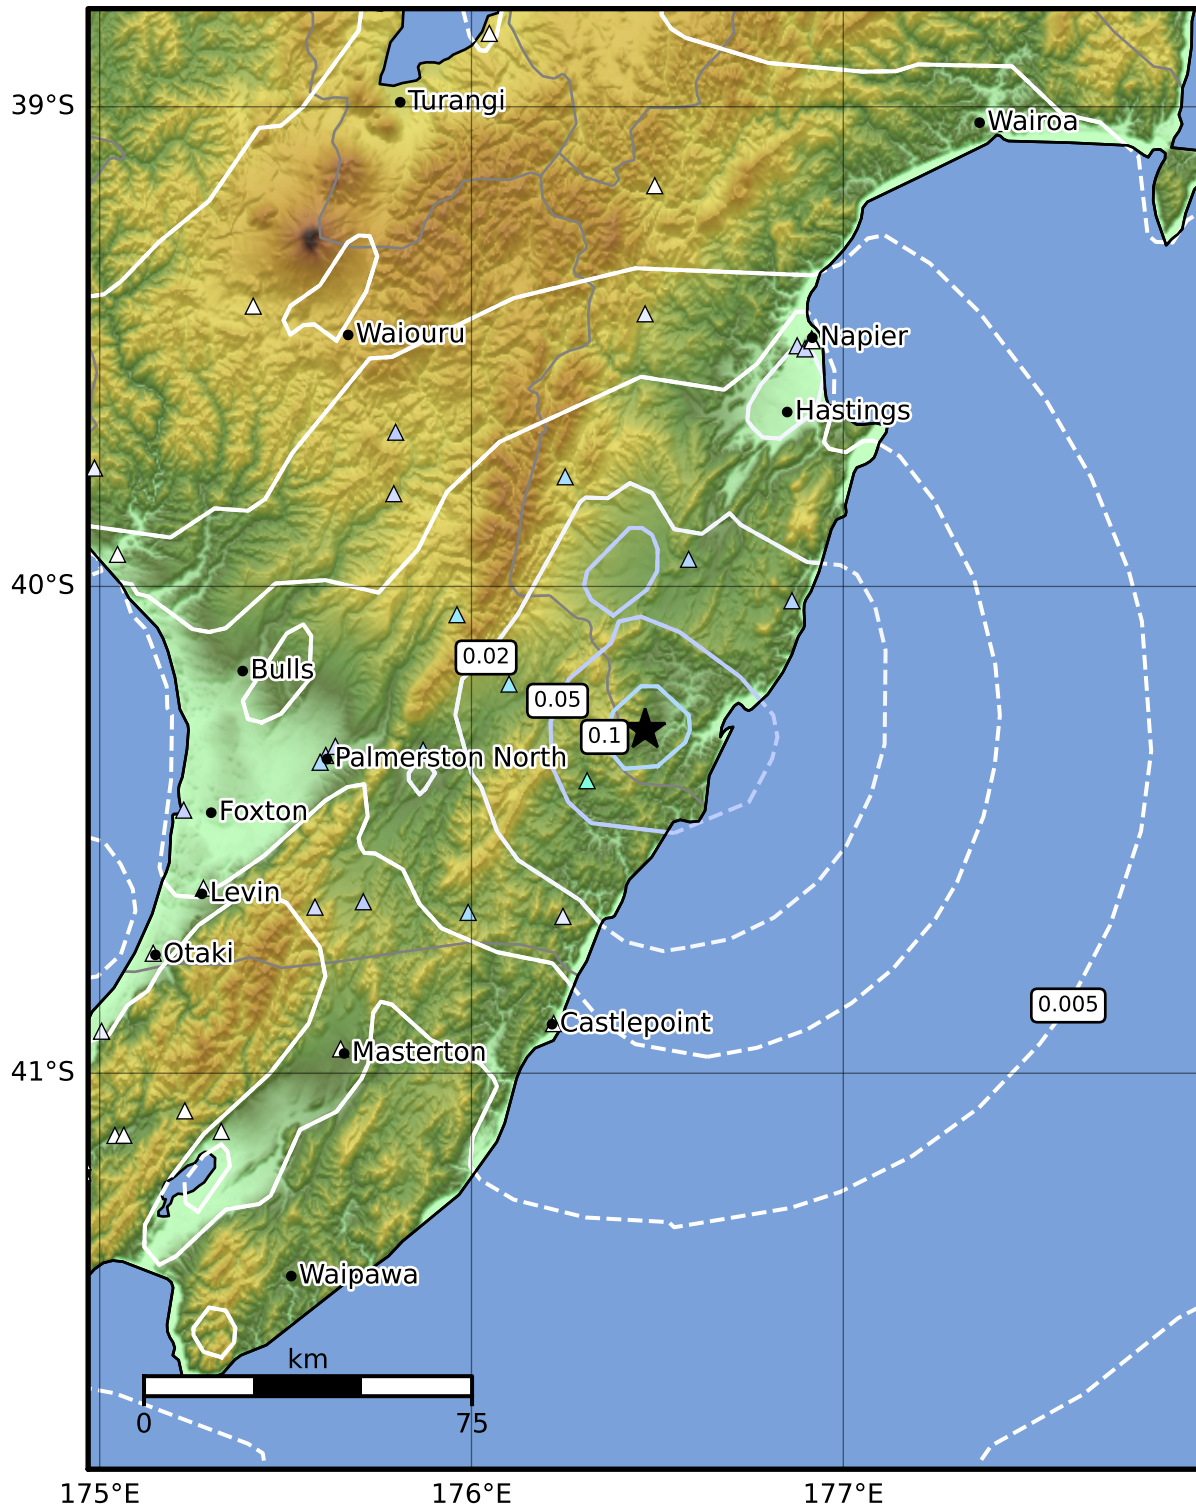 Turangi
39°S
Wairoa
Waiouru
Napier
Hastings
40°S
0.02
Bulls
0.05
0.1
Palmerston North
Foxton
Levin
Otaki
0.005
Castlepoint
Masterton
41°S
Waipawa
km
0
75
175°E
176°E
177°E